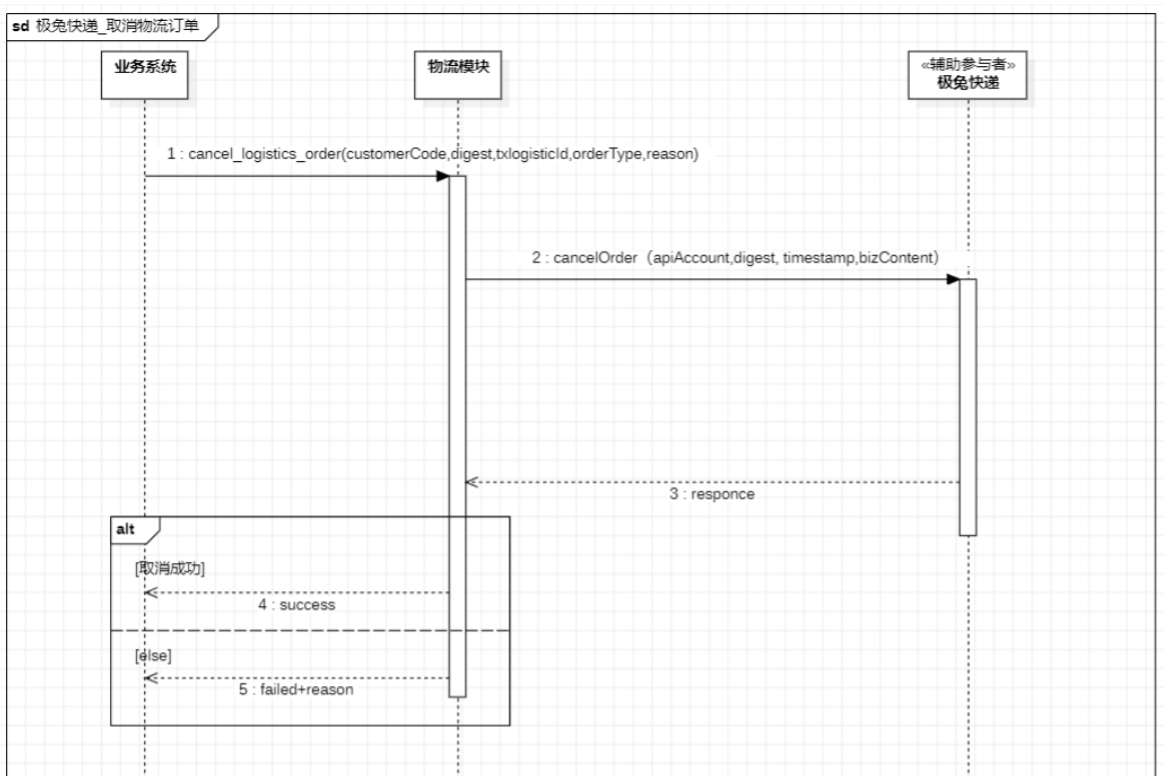 sd 极兔快递_取消物流订单
业务系统
物流模块
«辅助参与者»
极兔快递
1 : cancel_logistics_order(customerCode,digest,txlogisticId,orderType,reason)
2 : cancelOrder（apiAccount,digest, timestamp,bizContent）
3 : responce
alt
[取消成功]
4 : success
[else]
5 : failed+reason